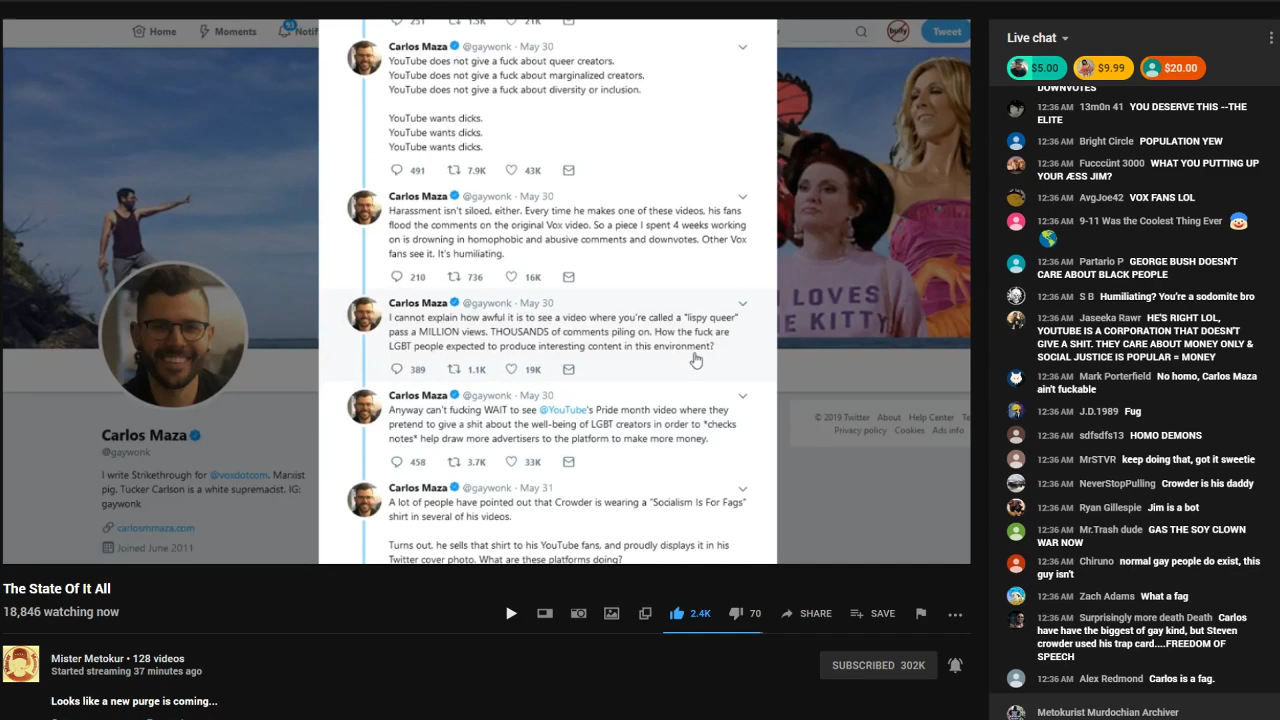 Home
Moments
93
Notif
bully
Tweet
251
1.5K
21K
Carlos Maza @gaywonk · May 30
YouTube does not give a fuck about queer creators.
YouTube does not give a fuck about marginalized creators.
YouTube does not give a fuck about diversity or inclusion.
YouTube wants clicks.
YouTube wants clicks.
YouTube wants clicks.
491 7.9K 43K
Carlos Maza @gaywonk · May 30
Harassment isn't siloed, either. Every time he makes one of these videos, his fans
flood the comments on the original Vox video. So a piece I spent 4 weeks working
on is drowning in homophobic and abusive comments and downvotes. Other Vox
fans see it. It's humiliating.
210 736 16K
Carlos Maza @gaywonk · May 30
I cannot explain how awful it is to see a video where you're called a "lispy queer"
pass a MILLION views. THOUSANDS of comments piling on. How the fuck are
LGBT people expected to produce interesting content in this environment?
389 1.1K 19K
Carlos Maza @gaywonk · May 30
Anyway can't fucking WAIT to see @YouTube's Pride month video where they
pretend to give a shit about the well-being of LGBT creators in order to *checks
notes* help draw more advertisers to the platform to make more money.
458 3.7K 33K
Carlos Maza @gaywonk · May 31
A lot of people have pointed out that Crowder is wearing a "Socialism Is For Fags"
shirt in several of his videos.
Turns out, he sells that shirt to his YouTube fans, and proudly displays it in his
Twitter cover photo. What are these platforms doing?
LOVES
E KITTY
Carlos Maza
@gaywonk
I write Strikethrough for @voxdotcom. Marxist
pig. Tucker Carlson is a white supremacist. IG:
gaywonk
carlosmmaza.com
Joined June 2011
© 2019 Twitter About Help Center Te
Privacy policy Cookies Ads info
The State Of It All
18,846 watching now
2.4K
70
SHARE
SAVE
Mister Metokur • 128 videos
Started streaming 37 minutes ago
SUBSCRIBED 302K
Looks like a new purge is coming...
Live chat
$5.00
$9.99
$20.00
DOWNVOTES
12:36 AM 13m0n 41 YOU DESERVE THIS --THE
ELITE
12:36 AM Bright Circle POPULATION YEW
12:36 AM Fuccciint 3000 WHAT YOU PUTTING UP
YOUR ÆSS JIM?
12:36 AM AvgJoe42 VOX FANS LOL
12:36 AM 9-11 Was the Coolest Thing Ever
12:36 AM Partario P GEORGE BUSH DOESN'T
CARE ABOUT BLACK PEOPLE
12:36 AM S B Humiliating? You're a sodomite bro
12:36 AM Jaseeka Rawr HE'S RIGHT LOL,
YOUTUBE IS A CORPORATION THAT DOESN'T
GIVE A SHIT. THEY CARE ABOUT MONEY ONLY &
SOCIAL JUSTICE IS POPULAR = MONEY
12:36 AM Mark Porterfield No homo, Carlos Maza
ain't fuckable
12:36 AM J.D.1989 Fug
12:36 AM sdfsdfs13 HOMO DEMONS
12:36 AM MrSTVR keep doing that, got it sweetie
12:36 AM NeverStopPulling Crowder is his daddy
12:36 AM Ryan Gillespie Jim is a bot
12:36 AM Mr.Trash dude GAS THE SOY CLOWN
WAR NOW
12:36 AM Chiruno normal gay people do exist, this
guy isn't
12:36 AM Zach Adams What a fag
12:36 AM Surprisingly more death Death Carlos
have have the biggest of gay kind, but Steven
crowder used his trap card....FREEDOM OF
SPEECH
12:36 AM Alex Redmond Carlos is a fag.
Metokurist Murdochian Archiver